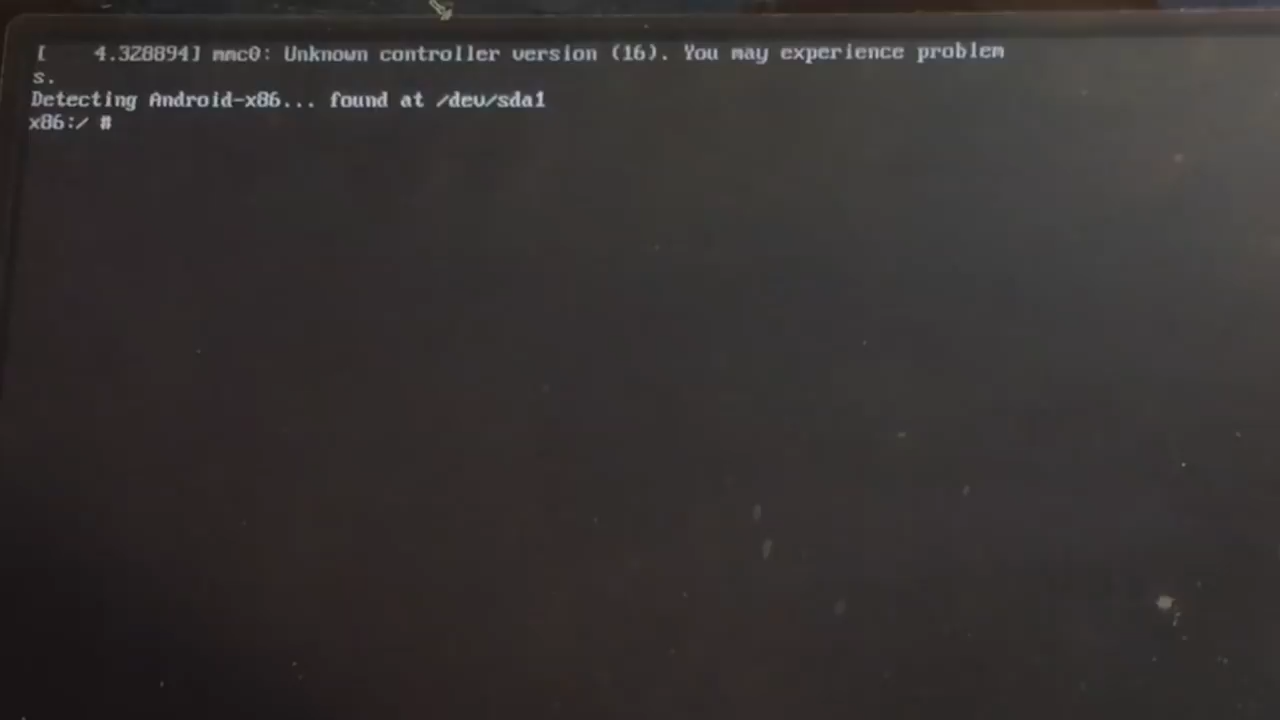 [    4.328894] mmc0: Unknown controller version (16). You may experience problem
s.
Detecting Android-x86... found at /dev/sda1
x86:/ #